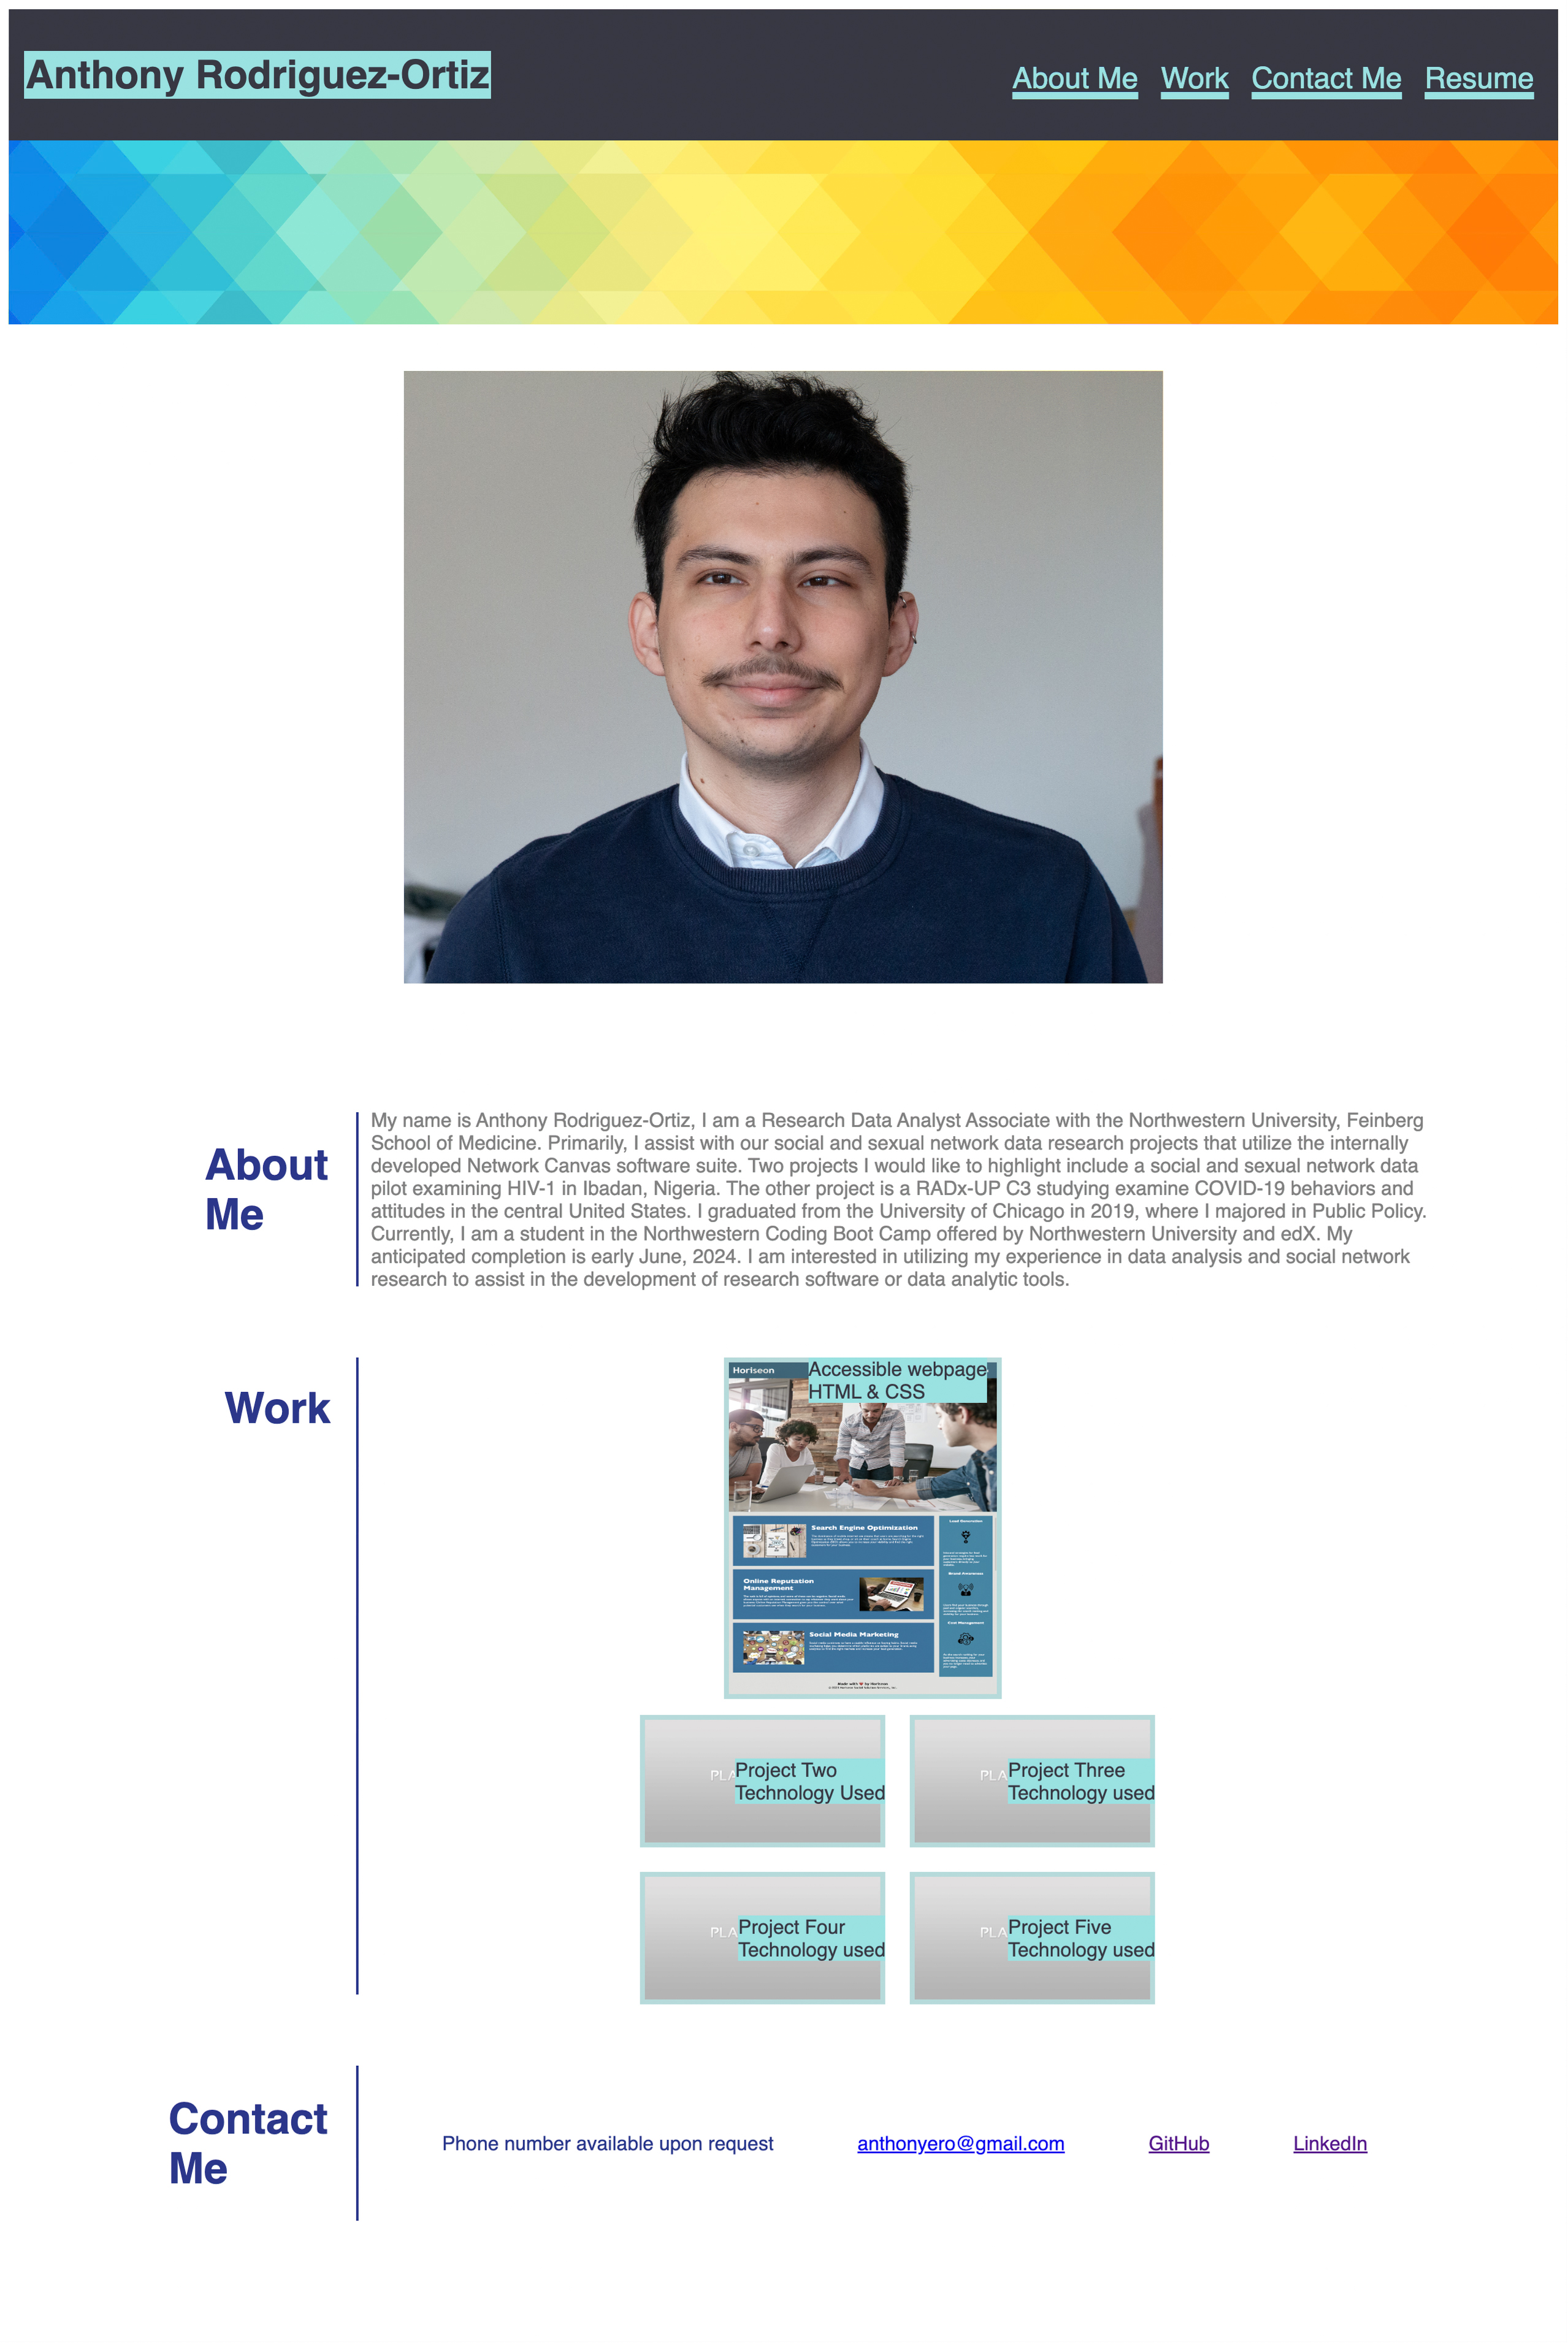 Anthony Rodriguez-Ortiz
About Me Work Contact Me Resume
About
Me
My name is Anthony Rodriguez-Ortiz, I am a Research Data Analyst Associate with the Northwestern University, Feinberg
School of Medicine. Primarily, I assist with our social and sexual network data research projects that utilize the internally
developed Network Canvas software suite. Two projects I would like to highlight include a social and sexual network data
pilot examining HIV-1 in Ibadan, Nigeria. The other project is a RADx-UP C3 studying examine COVID-19 behaviors and
attitudes in the central United States. I graduated from the University of Chicago in 2019, where I majored in Public Policy.
Currently, I am a student in the Northwestern Coding Boot Camp offered by Northwestern University and edX. My
anticipated completion is early June, 2024. I am interested in utilizing my experience in data analysis and social network
research to assist in the development of research software or data analytic tools.
Work
Horiseon
Accessible webpage
HTML & CSS
Search Engine Optimization
Online Reputation
Management
Social Media Marketing
Lead Generation
Brand Awareness
Cost Management
Made with ❤ by Horiseon
PLA
Project Two
Technology Used
PLA
Project Three
Technology used
PLA
Project Four
Technology used
PLA
Project Five
Technology used
Contact
Me
Phone number available upon request anthonyero@gmail.com GitHub LinkedIn